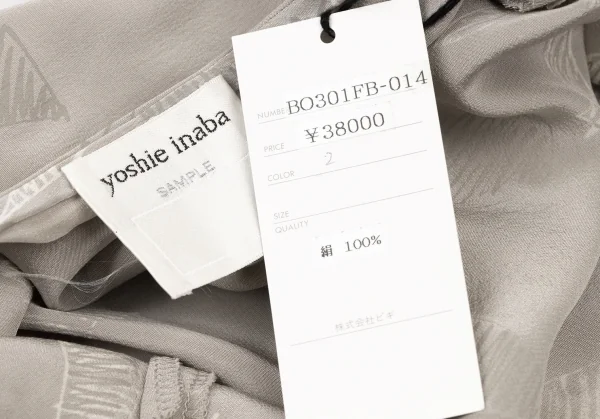 yoshie inaba
SAMPLE
NUMBE BO301FB-014
PRICE ￥38000
COLOR 2
SIZE
QUALITY
絹 100%
株式会社ビギ